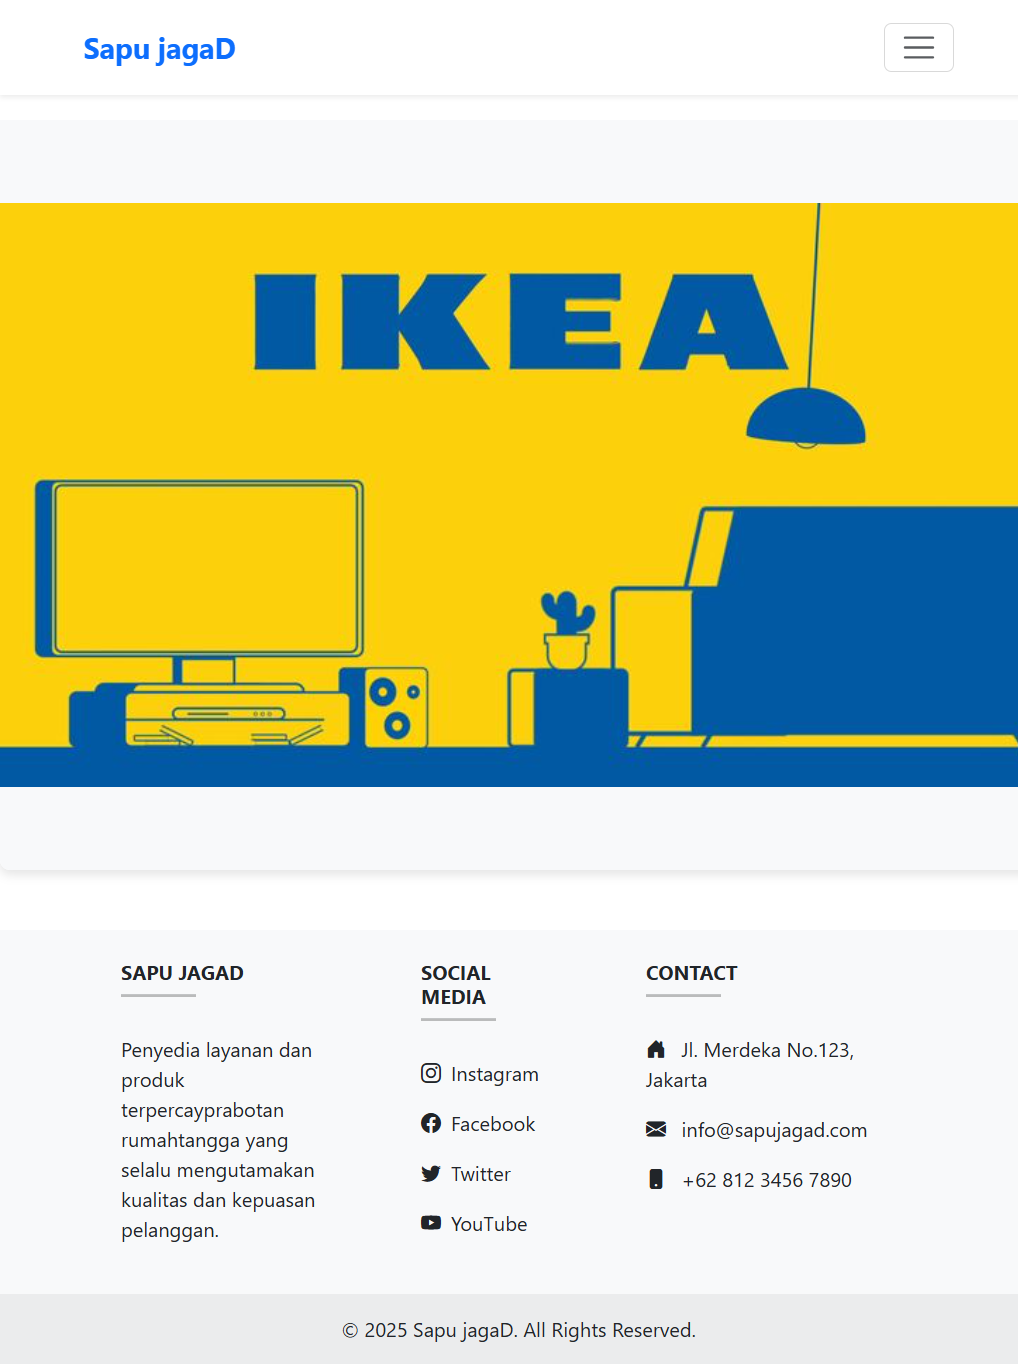 Sapu jagaD
IKEA
SAPU JAGAD
Penyedia layanan dan
produk
terpercayprabotan
rumahtangga yang
selalu mengutamakan
kualitas dan kepuasan
pelanggan.
SOCIAL
MEDIA
Instagram
Facebook
Twitter
YouTube
CONTACT
Jl. Merdeka No.123,
Jakarta
info@sapujagad.com
+62 812 3456 7890
© 2025 Sapu jagaD. All Rights Reserved.